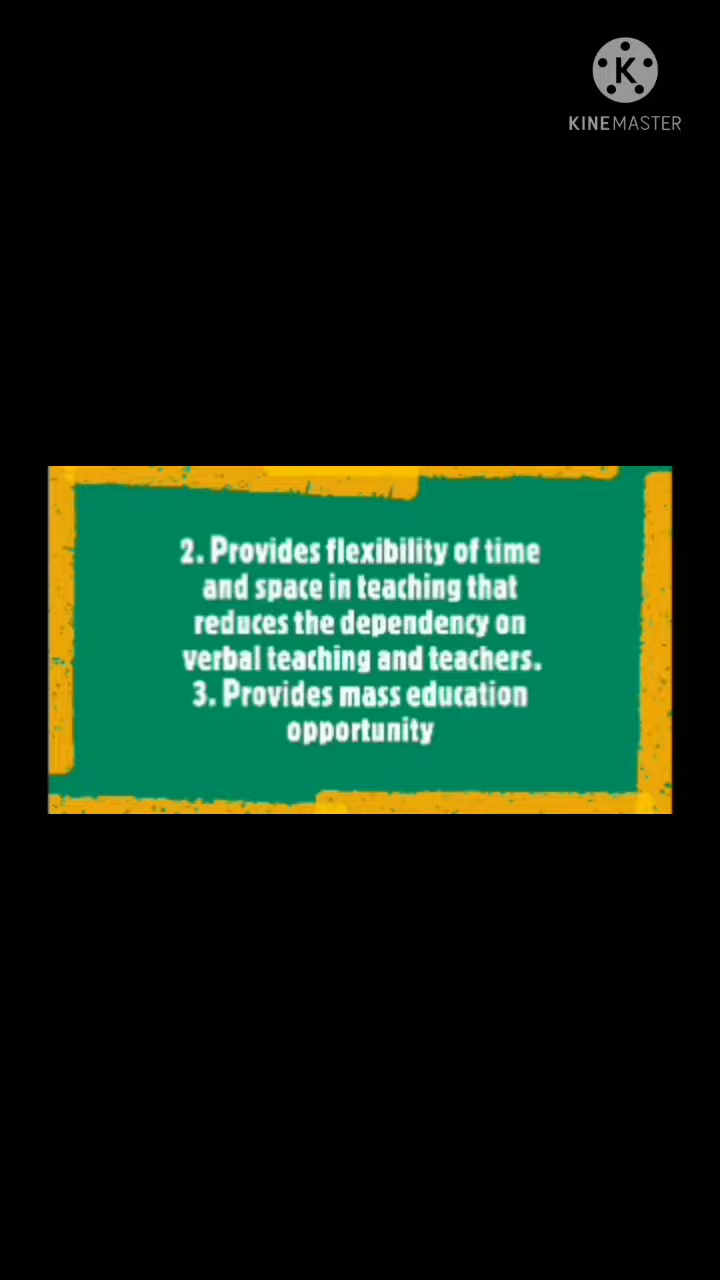 KINEMASTER
2. Provides flexibility of time
and space in teaching that
reduces the dependency on
verbal teaching and teachers.
3. Provides mass education
opportunity